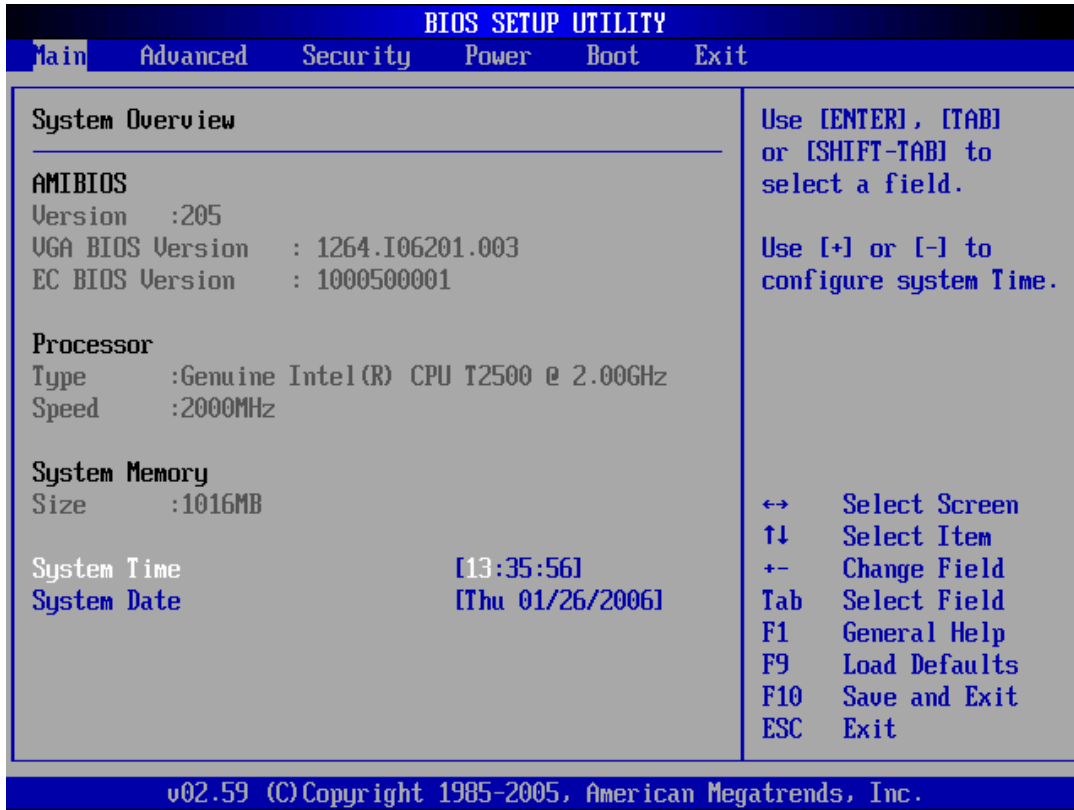 BIOS SETUP UTILITY
Main Advanced Security Power Boot Exit
System Overview
AMIBIOS
Version :205
VGA BIOS Version : 1264.I06201.003
EC BIOS Version : 1000500001
Processor
Type :Genuine Intel(R) CPU T2500 @ 2.00GHz
Speed :2000MHz
System Memory
Size :1016MB
System Time [13:35:56]
System Date [Thu 01/26/2006]
Use [ENTER], [TAB]
or [SHIFT-TAB] to
select a field.
Use [+] or [-] to
configure system Time.
←→ Select Screen
↑↓ Select Item
+- Change Field
Tab Select Field
F1 General Help
F9 Load Defaults
F10 Save and Exit
ESC Exit
v02.59 (C)Copyright 1985-2005, American Megatrends, Inc.